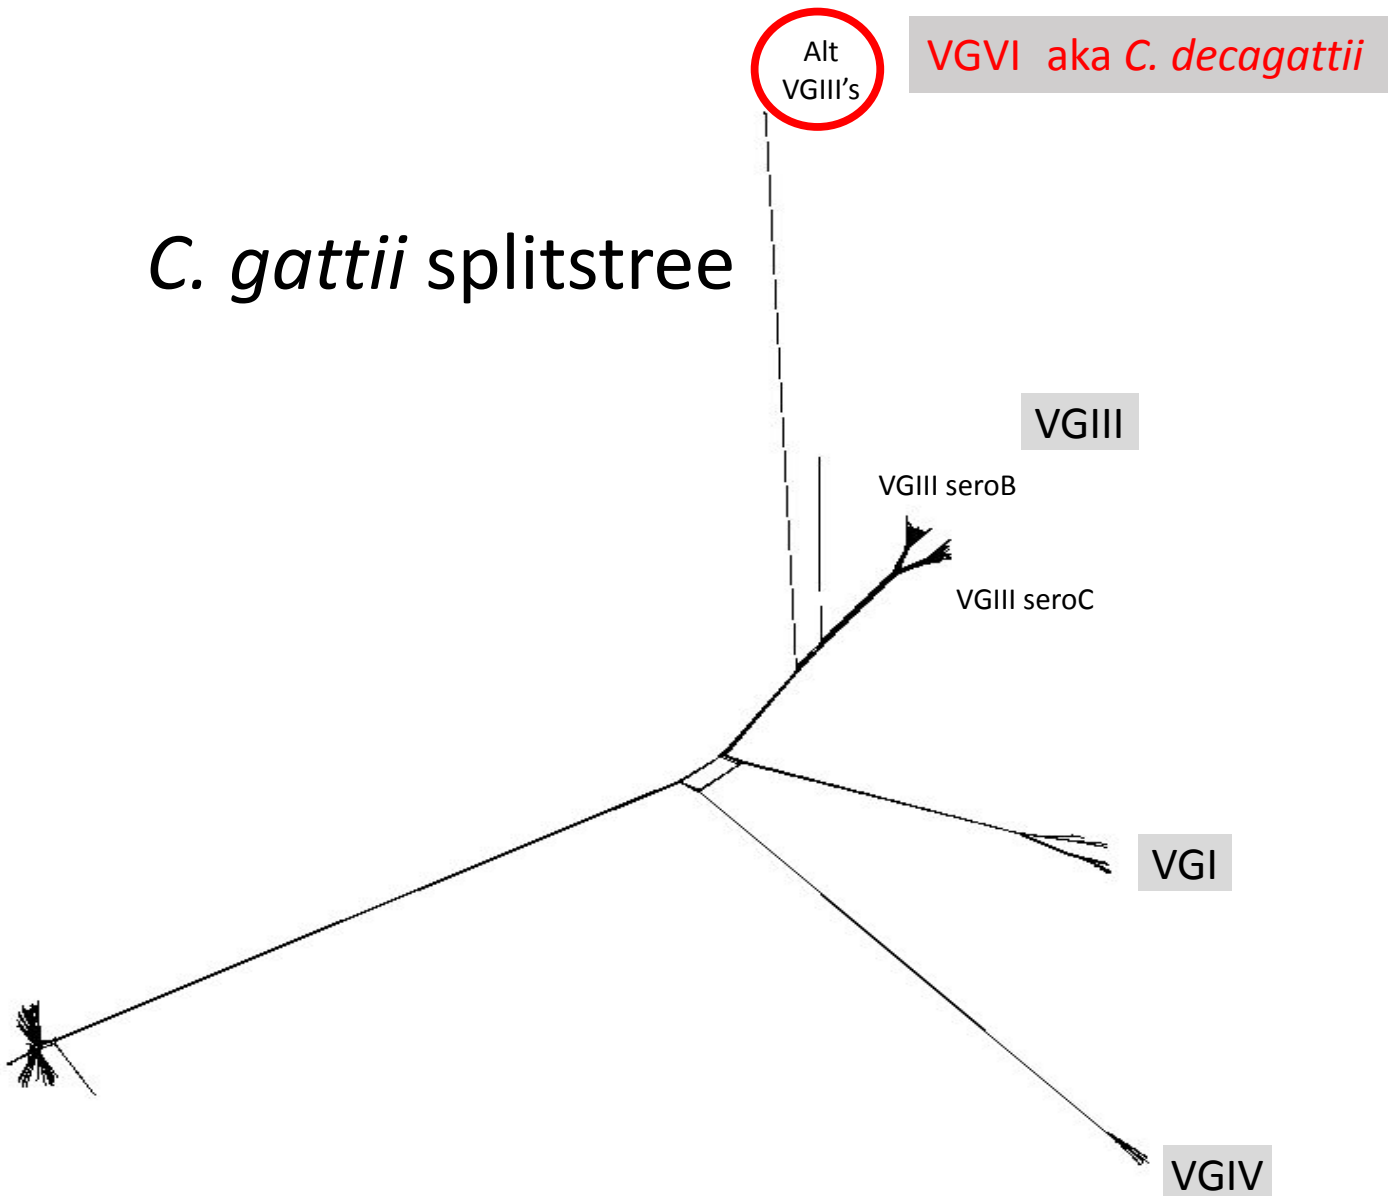 Alt
VGIII's
VGVI aka C. decagattii
C. gattii splitstree
VGIII
VGIII seroB
VGIII seroC
VGI
VGIV